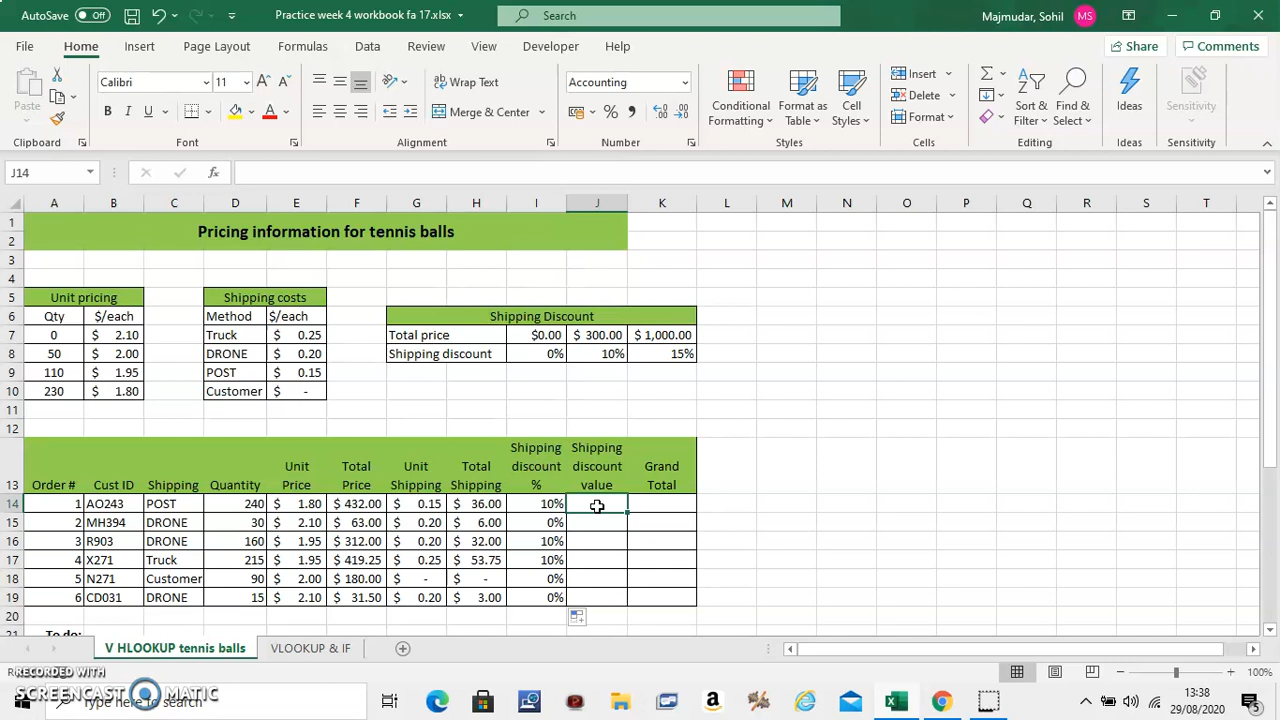 AutoSave Off Practice week 4 workbook fa 17.xlsx Search Majmudar, Sohil MS
File Home Insert Page Layout Formulas Data Review View Developer Help Share Comments
Paste Calibri 11 Wrap Text Accounting Insert
B I U Merge & Center Conditional Formatting Format as Table Cell Styles Delete Format Sort & Filter Find & Select Ideas Sensitivity
Clipboard Font Alignment Number Styles Cells Editing Ideas Sensitivity
J14 fx
A B C D E F G H I J K L M N O P Q R S T
1 Pricing information for tennis balls
2
3
4
5 Unit pricing Shipping costs
6 Qty $/each Method $/each Shipping Discount
7 0 $ 2.10 Truck $ 0.25 Total price $0.00 $ 300.00 $ 1,000.00
8 50 $ 2.00 DRONE $ 0.20 Shipping discount 0% 10% 15%
9 110 $ 1.95 POST $ 0.15
10 230 $ 1.80 Customer $ -
11
12
13 Order # Cust ID Shipping Quantity Unit Price Total Price Unit Shipping Total Shipping Shipping discount % Shipping discount value Grand Total
14 1 AO243 POST 240 $ 1.80 $ 432.00 $ 0.15 $ 36.00 10%
15 2 MH394 DRONE 30 $ 2.10 $ 63.00 $ 0.20 $ 6.00 0%
16 3 R903 DRONE 160 $ 1.95 $ 312.00 $ 0.20 $ 32.00 10%
17 4 X271 Truck 215 $ 1.95 $ 419.25 $ 0.25 $ 53.75 10%
18 5 N271 Customer 90 $ 2.00 $ 180.00 $ - $ - 0%
19 6 CD031 DRONE 15 $ 2.10 $ 31.50 $ 0.20 $ 3.00 0%
20
21 To do:
V HLOOKUP tennis balls VLOOKUP & IF
RECORDED WITH 100%
SCREENCAST MATIC Type here to search 13:38
29/08/2020 5